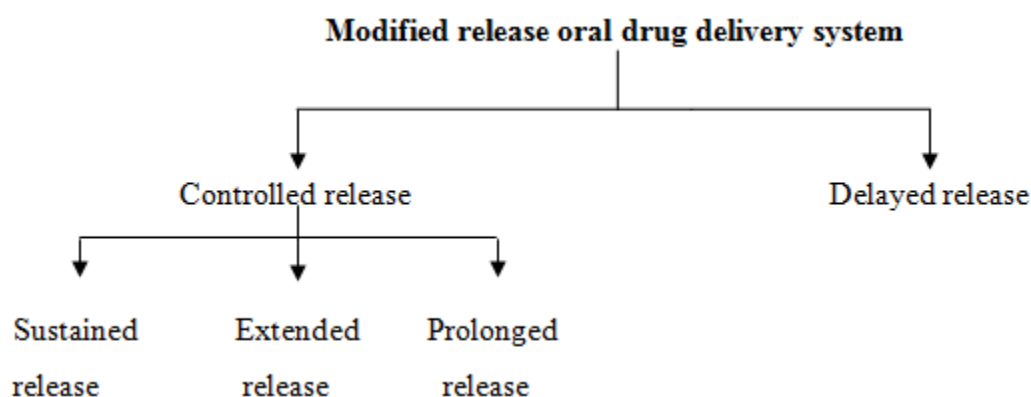 Modified release oral drug delivery system
Controlled release
Delayed release
Sustained
release
Extended
release
Prolonged
release